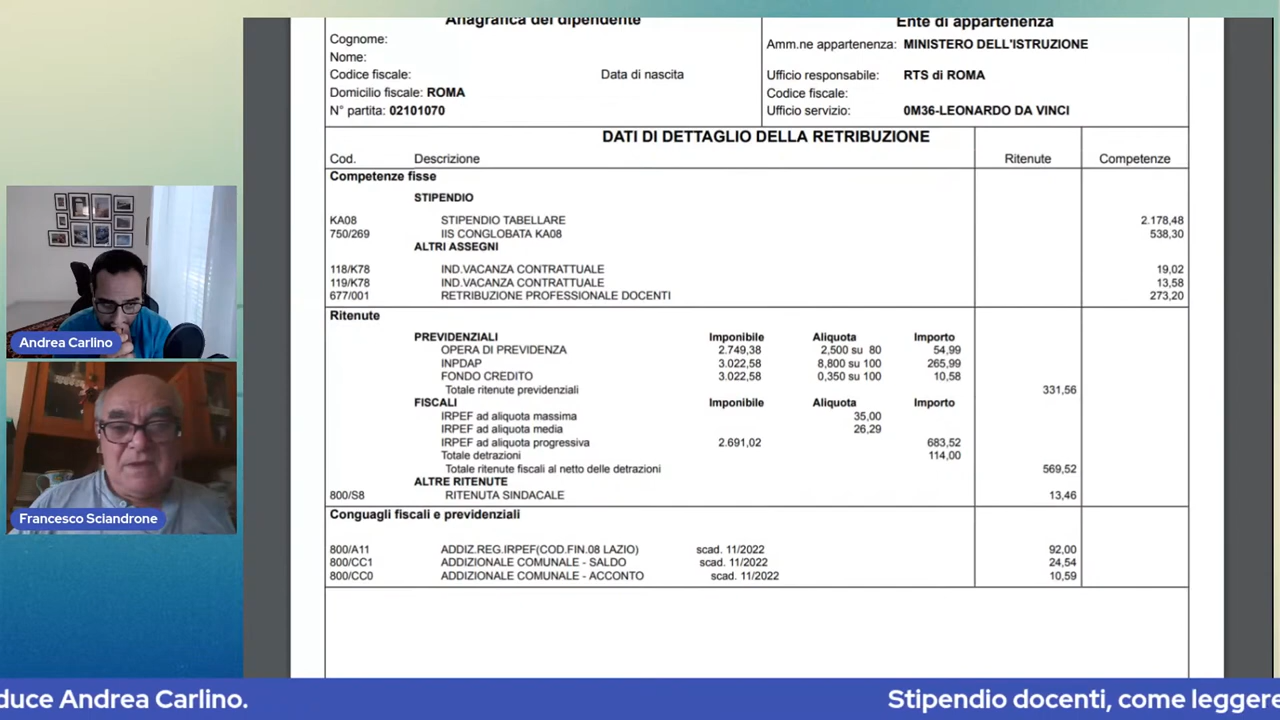 Anagrafica del dipendente
Ente di appartenenza
Cognome:
Nome:
Codice fiscale: Data di nascita
Domicilio fiscale: ROMA
N° partita: 02101070
Amm.ne appartenenza: MINISTERO DELL'ISTRUZIONE
Ufficio responsabile: RTS di ROMA
Codice fiscale:
Ufficio servizio: 0M36-LEONARDO DA VINCI
DATI DI DETTAGLIO DELLA RETRIBUZIONE
Cod. Descrizione Ritenute Competenze
Competenze fisse
STIPENDIO
KA08 STIPENDIO TABELLARE 2.178,48
750/269 IIS CONGLOBATA KA08 538,30
ALTRI ASSEGNI
118/K78 IND.VACANZA CONTRATTUALE 19,02
119/K78 IND.VACANZA CONTRATTUALE 13,58
677/001 RETRIBUZIONE PROFESSIONALE DOCENTI 273,20
Ritenute
PREVIDENZIALI Imponibile Aliquota Importo
OPERA DI PREVIDENZA 2.749,38 2,500 su 80 54,99
INPDAP 3.022,58 8,800 su 100 265,99
FONDO CREDITO 3.022,58 0,350 su 100 10,58
Totale ritenute previdenziali 331,56
FISCALI Imponibile Aliquota Importo
IRPEF ad aliquota massima 35,00
IRPEF ad aliquota media 26,29
IRPEF ad aliquota progressiva 2.691,02 683,52
Totale detrazioni 114,00
Totale ritenute fiscali al netto delle detrazioni 569,52
ALTRE RITENUTE
800/S8 RITENUTA SINDACALE 13,46
Conguagli fiscali e previdenziali
800/A11 ADDIZ.REG.IRPEF(COD.FIN.08 LAZIO) scad. 11/2022 92,00
800/CC1 ADDIZIONALE COMUNALE - SALDO scad. 11/2022 24,54
800/CC0 ADDIZIONALE COMUNALE - ACCONTO scad. 11/2022 10,59
Andrea Carlino
Francesco Sciandrone
duce Andrea Carlino. Stipendio docenti, come leggere